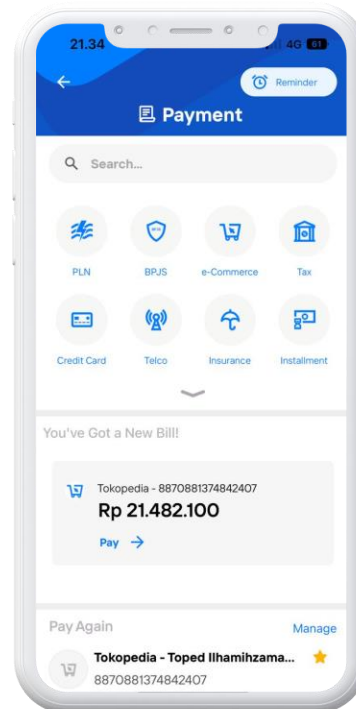 21.34
4G 61
Reminder
Payment
Search...
PLN
BPJS
e-Commerce
Tax
Credit Card
Telco
Insurance
Installment
You've Got a New Bill!
Tokopedia - 8870881374842407
Rp 21.482.100
Pay
Pay Again
Manage
Tokopedia - Toped Ilhamihzama...
8870881374842407